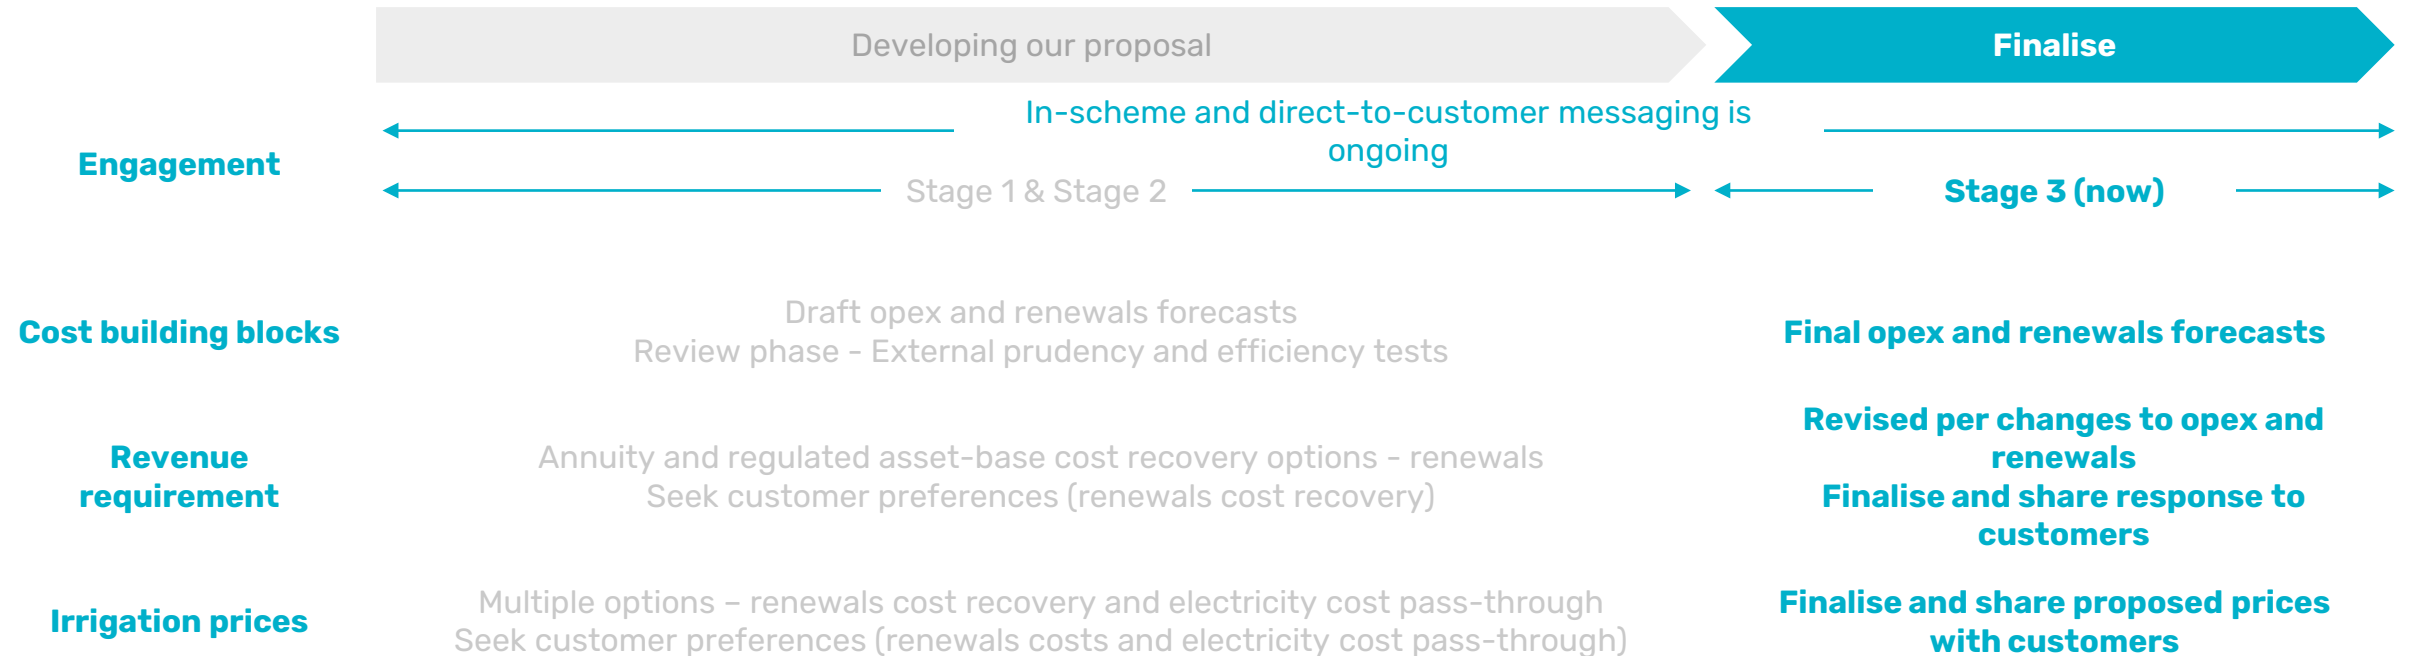 Developing our proposal
Finalise
In-scheme and direct-to-customer messaging is
ongoing
Engagement
Stage 1 & Stage 2
Stage 3 (now)
Cost building blocks
Draft opex and renewals forecasts
Review phase - External prudency and efficiency tests
Final opex and renewals forecasts
Revenue
requirement
Annuity and regulated asset-base cost recovery options - renewals
Seek customer preferences (renewals cost recovery)
Revised per changes to opex and
renewals
Finalise and share response to
customers
Irrigation prices
Multiple options – renewals cost recovery and electricity cost pass-through
Seek customer preferences (renewals costs and electricity cost pass-through)
Finalise and share proposed prices
with customers